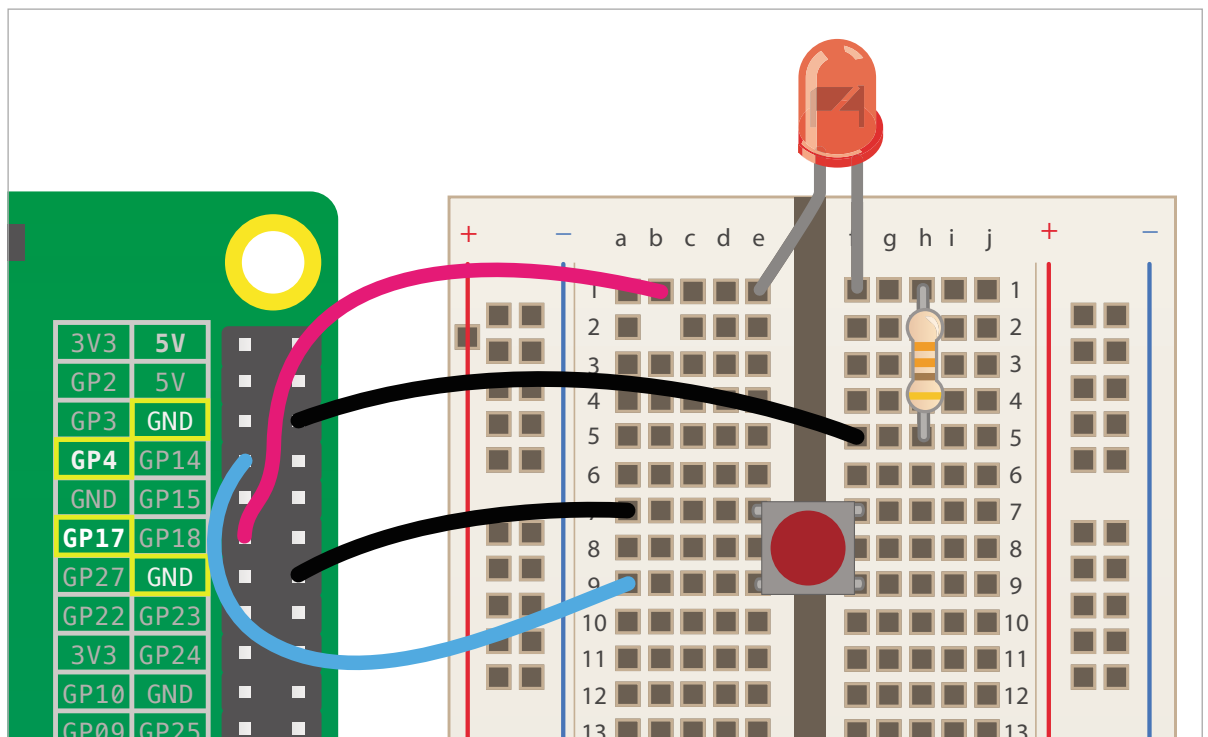 + − a b c d e f g h i j + −
1 1
2 2
3V3 5V
3 3
GP2 5V
4 4
GP3 GND
5 5
GP4 GP14
6 6
GND GP15
7 7
GP17 GP18
8 8
GP27 GND
9 9
GP22 GP23
10 10
3V3 GP24
11 11
GP10 GND
12 12
GP09 GP25
13 13